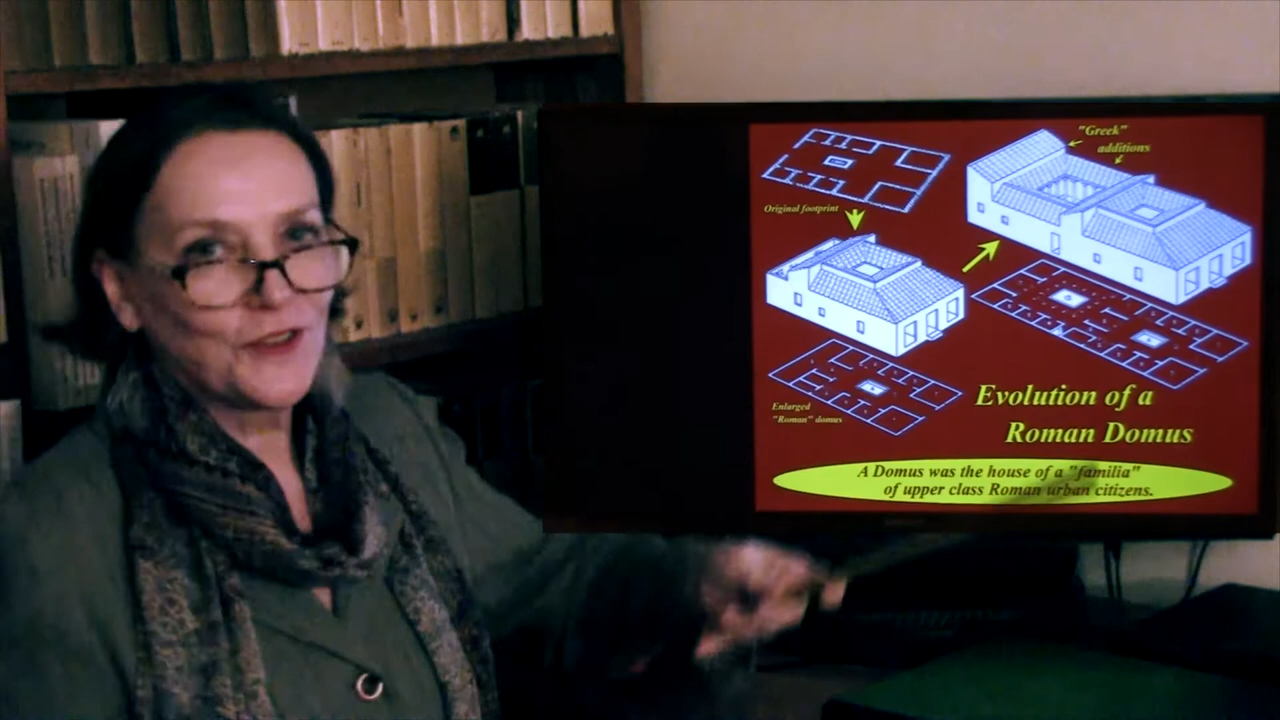 "Greek"
additions
Original footprint
Enlarged
"Roman" domus
Evolution of a
Roman Domus
A Domus was the house of a "familia"
of upper class Roman urban citizens.